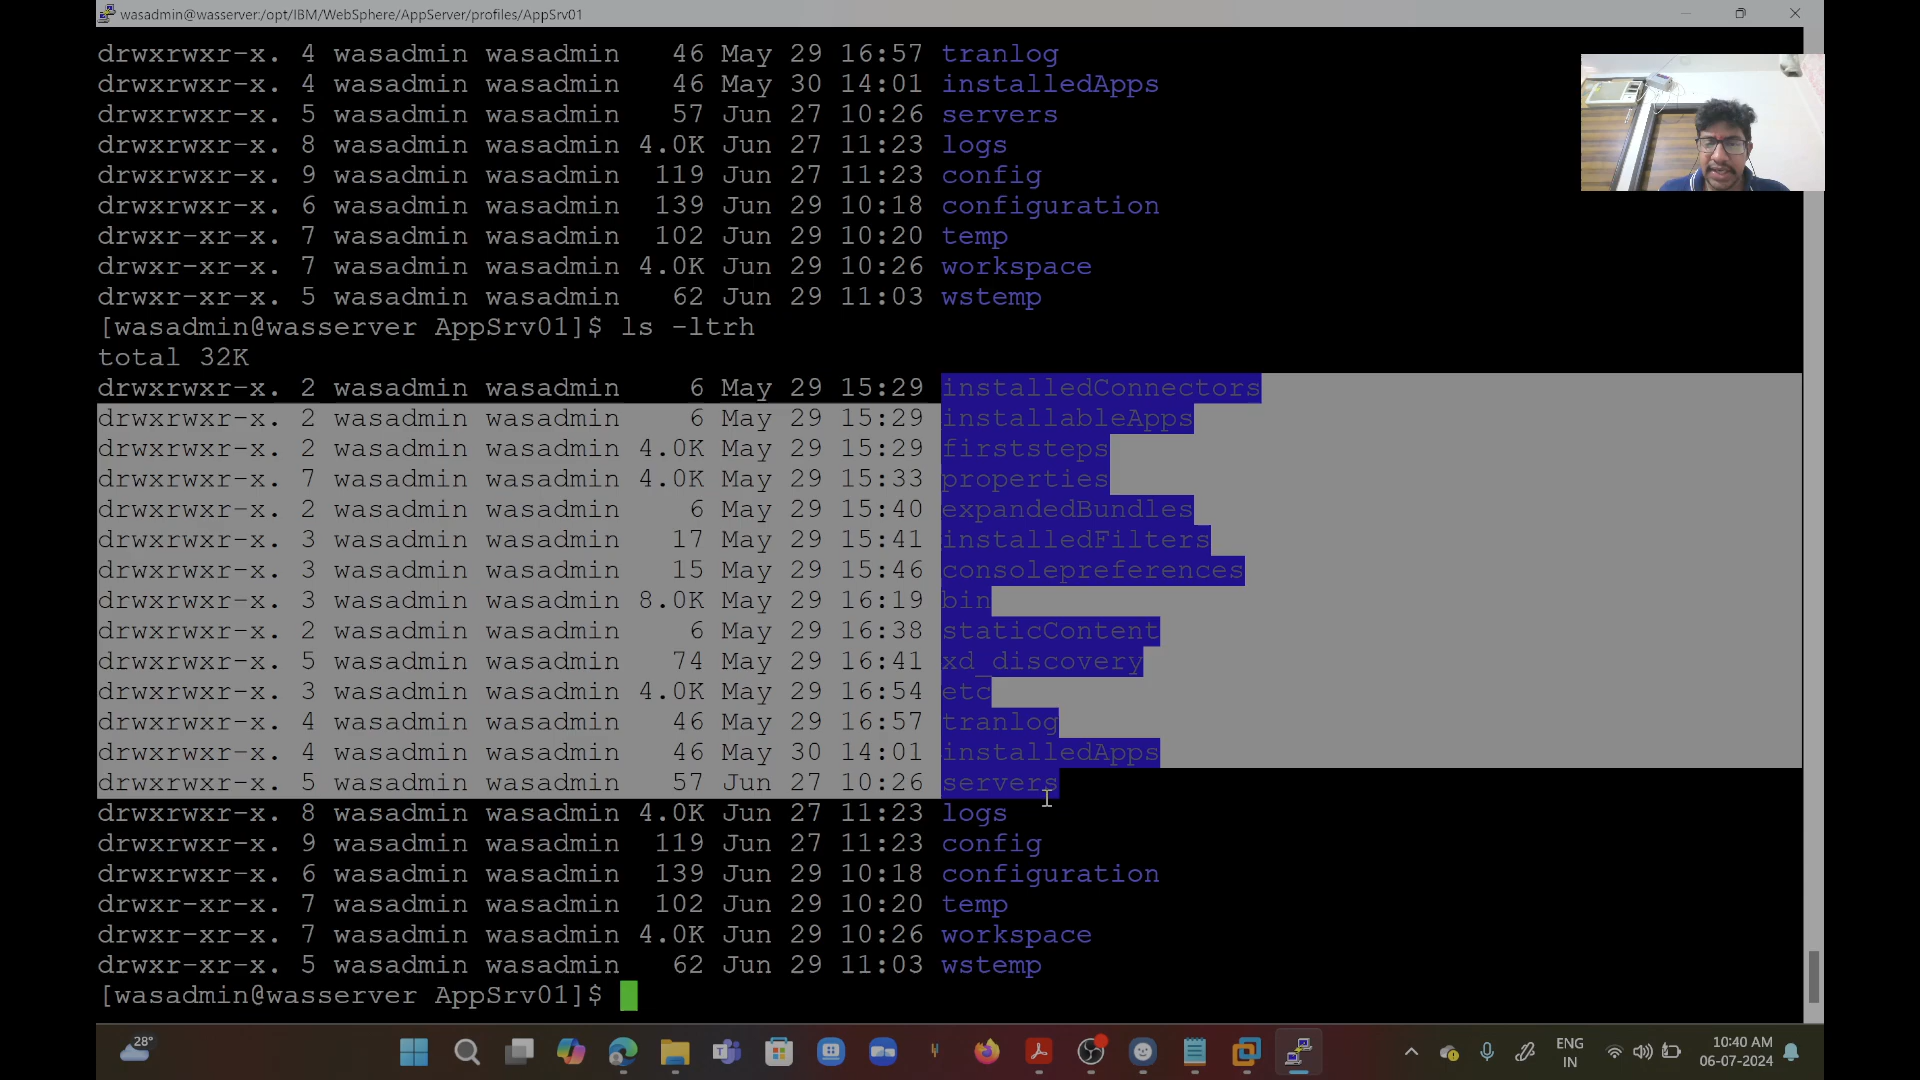 wasadmin@wasserver:/opt/IBM/WebSphere/AppServer/profiles/AppSrv01
drwxrwxr-x. 4 wasadmin wasadmin   46 May 29 16:57 tranlog
drwxrwxr-x. 4 wasadmin wasadmin   46 May 30 14:01 installedApps
drwxrwxr-x. 5 wasadmin wasadmin   57 Jun 27 10:26 servers
drwxrwxr-x. 8 wasadmin wasadmin 4.0K Jun 27 11:23 logs
drwxrwxr-x. 9 wasadmin wasadmin  119 Jun 27 11:23 config
drwxrwxr-x. 6 wasadmin wasadmin  139 Jun 29 10:18 configuration
drwxr-xr-x. 7 wasadmin wasadmin  102 Jun 29 10:20 temp
drwxr-xr-x. 7 wasadmin wasadmin 4.0K Jun 29 10:26 workspace
drwxr-xr-x. 5 wasadmin wasadmin   62 Jun 29 11:03 wstemp
[wasadmin@wasserver AppSrv01]$ ls -ltrh
total 32K
drwxrwxr-x. 2 wasadmin wasadmin    6 May 29 15:29 installedConnectors
drwxrwxr-x. 2 wasadmin wasadmin    6 May 29 15:29 installableApps
drwxrwxr-x. 2 wasadmin wasadmin 4.0K May 29 15:29 firststeps
drwxrwxr-x. 7 wasadmin wasadmin 4.0K May 29 15:33 properties
drwxrwxr-x. 2 wasadmin wasadmin    6 May 29 15:40 expandedBundles
drwxrwxr-x. 3 wasadmin wasadmin   17 May 29 15:41 installedFilters
drwxrwxr-x. 3 wasadmin wasadmin   15 May 29 15:46 consolepreferences
drwxrwxr-x. 3 wasadmin wasadmin 8.0K May 29 16:19 bin
drwxrwxr-x. 2 wasadmin wasadmin    6 May 29 16:38 staticContent
drwxrwxr-x. 5 wasadmin wasadmin   74 May 29 16:41 xd_discovery
drwxrwxr-x. 3 wasadmin wasadmin 4.0K May 29 16:54 etc
drwxrwxr-x. 4 wasadmin wasadmin   46 May 29 16:57 tranlog
drwxrwxr-x. 4 wasadmin wasadmin   46 May 30 14:01 installedApps
drwxrwxr-x. 5 wasadmin wasadmin   57 Jun 27 10:26 servers
drwxrwxr-x. 8 wasadmin wasadmin 4.0K Jun 27 11:23 logs
drwxrwxr-x. 9 wasadmin wasadmin  119 Jun 27 11:23 config
drwxrwxr-x. 6 wasadmin wasadmin  139 Jun 29 10:18 configuration
drwxr-xr-x. 7 wasadmin wasadmin  102 Jun 29 10:20 temp
drwxr-xr-x. 7 wasadmin wasadmin 4.0K Jun 29 10:26 workspace
drwxr-xr-x. 5 wasadmin wasadmin   62 Jun 29 11:03 wstemp
[wasadmin@wasserver AppSrv01]$
28°
ENG
IN
10:40 AM
06-07-2024